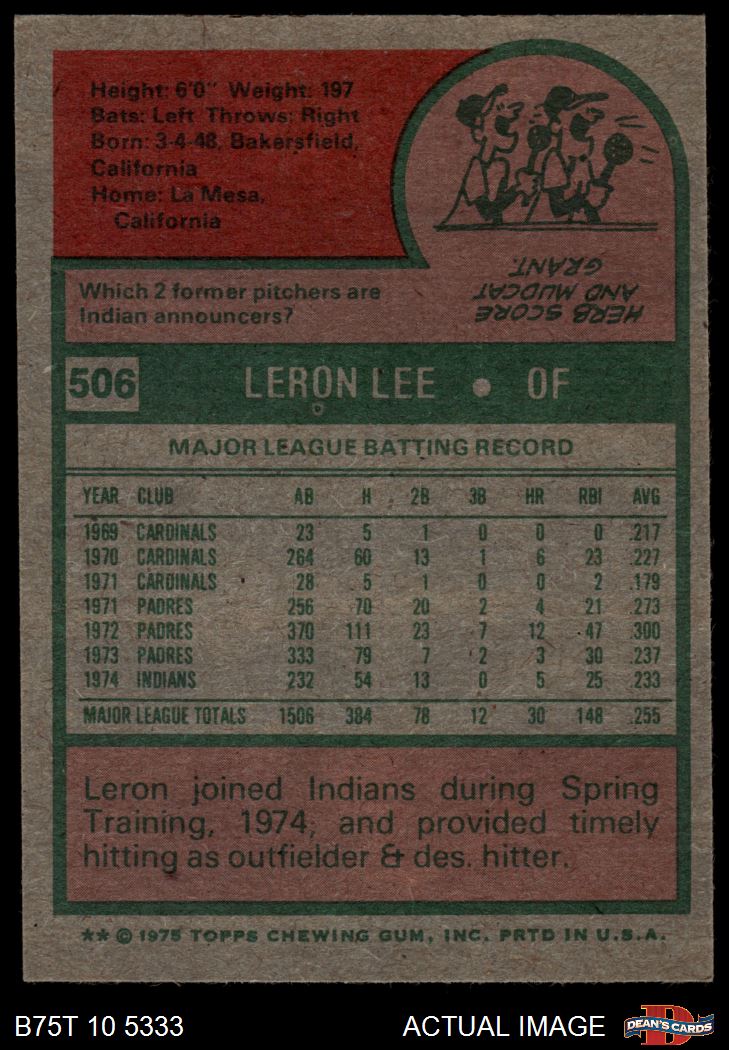 Height: 6'0" Weight: 197
Bats: Left Throws: Right
Born: 3-4-48, Bakersfield,
California
Home: La Mesa,
California
Which 2 former pitchers are
Indian announcers?
HERB SCORE
AND MUDCAT
GRANT.
506 LERON LEE • OF
MAJOR LEAGUE BATTING RECORD
YEAR CLUB AB H 2B 3B HR RBI AVG
1969 CARDINALS 23 5 1 0 0 0 .217
1970 CARDINALS 264 60 13 1 6 23 .227
1971 CARDINALS 28 5 1 0 0 2 .179
1971 PADRES 256 70 20 2 4 21 .273
1972 PADRES 370 111 23 7 12 47 .300
1973 PADRES 333 79 7 2 3 30 .237
1974 INDIANS 232 54 13 0 5 25 .233
MAJOR LEAGUE TOTALS 1506 384 78 12 30 148 .255
Leron joined Indians during Spring
Training, 1974, and provided timely
hitting as outfielder & des. hitter.
** © 1975 TOPPS CHEWING GUM, INC. PRTD IN U.S.A.
B75T 10 5333 ACTUAL IMAGE D DEAN'S CARDS